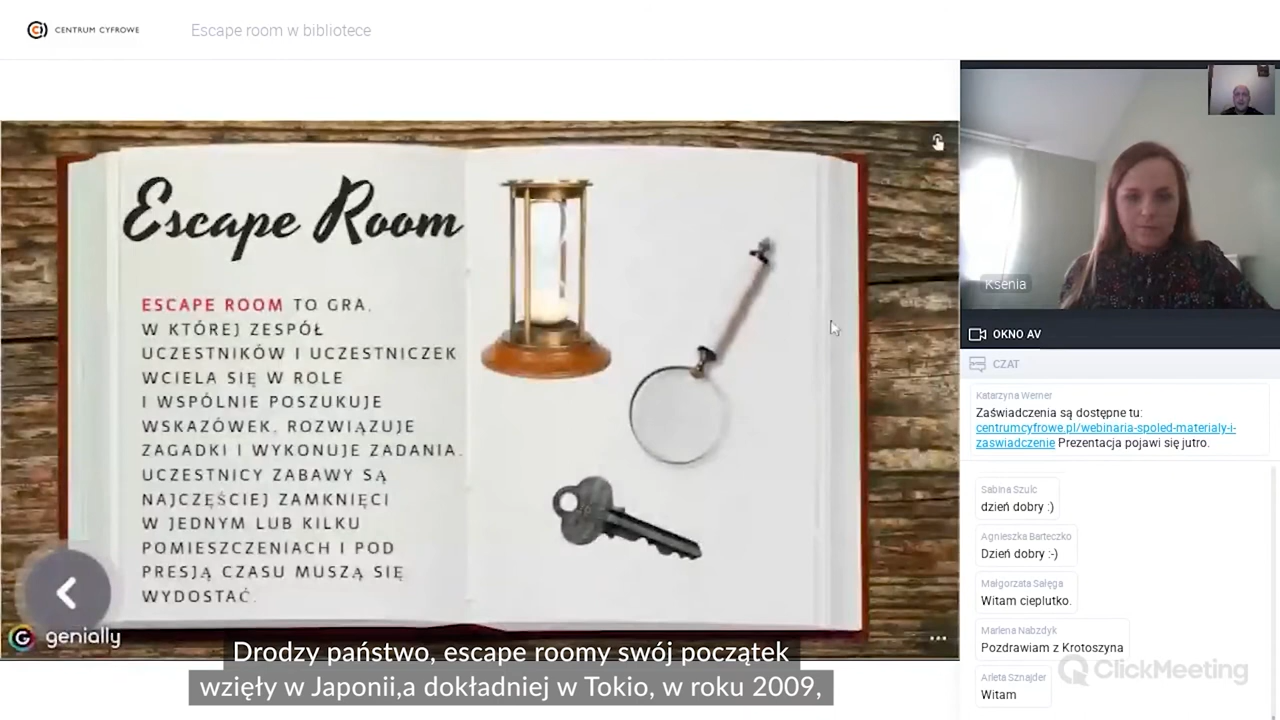 CENTRUM CYFROWE
Escape room w bibliotece
Escape Room
ESCAPE ROOM TO GRA,
W KTÓREJ ZESPÓŁ
UCZESTNIKÓW I UCZESTNICZEK
WCIELA SIĘ W ROLE
I WSPÓLNIE POSZUKUJE
WSKAZÓWEK, ROZWIĄZUJE
ZAGADKI I WYKONUJE ZADANIA.
UCZESTNICY ZABAWY SĄ
NAJCZĘŚCIEJ ZAMKNIĘCI
W JEDNYM LUB KILKU
POMIESZCZENIACH I POD
PRESJĄ CZASU MUSZĄ SIĘ
WYDOSTAĆ.
genially
Drodzy państwo, escape roomy swój początek
wzięły w Japonii,a dokładniej w Tokio, w roku 2009,
Ksenia
OKNO AV
CZAT
Katarzyna Werner
Zaświadczenia są dostępne tu:
centrumcyfrowe.pl/webinaria-spoled-materialy-i-
zaswiadczenie Prezentacja pojawi się jutro.
Sabina Szulc
dzień dobry :)
Agnieszka Barteczko
Dzień dobry :-)
Małgorzata Sałęga
Witam cieplutko.
Marlena Nabzdyk
Pozdrawiam z Krotoszyna
Arleta Sznajder
Witam
ClickMeeting